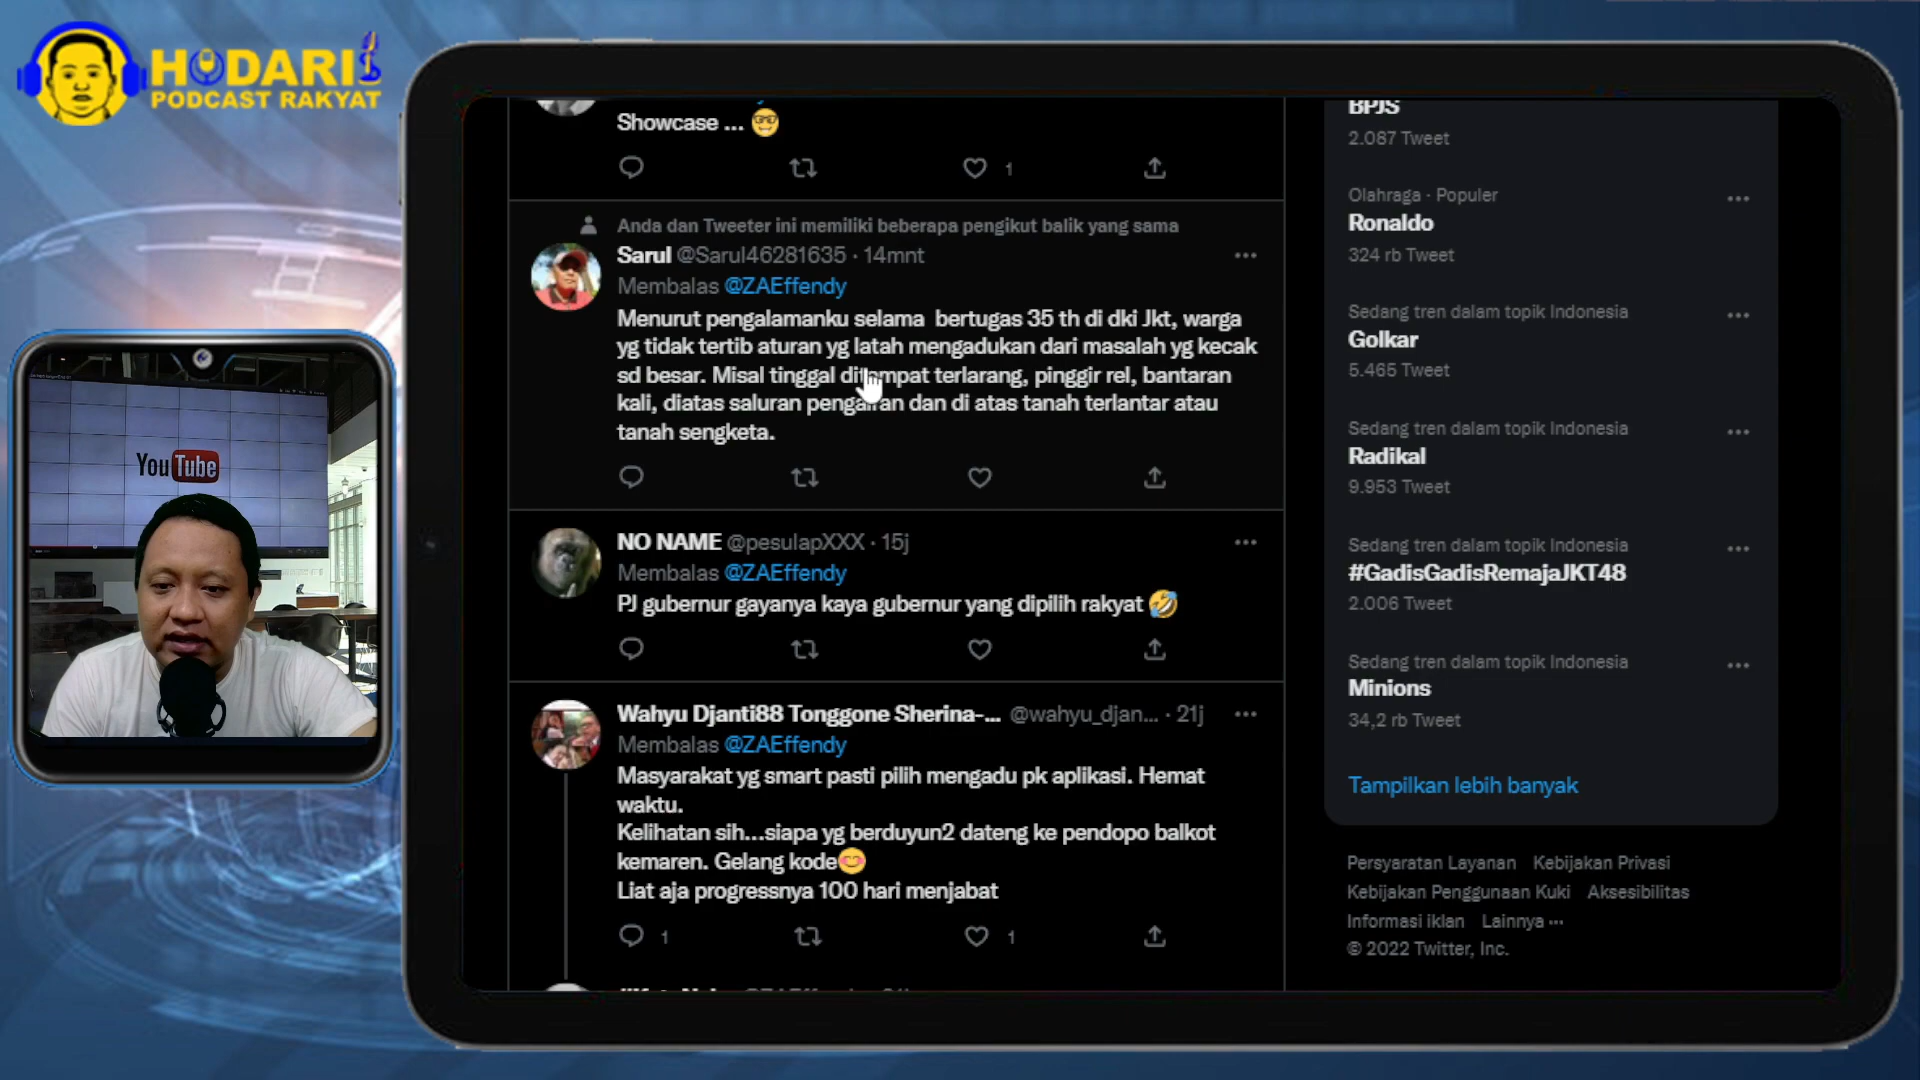 HODARI
PODCAST RAKYAT
YouTube
Showcase ... 🤓
1
Anda dan Tweeter ini memiliki beberapa pengikut balik yang sama
Sarul @Sarul46281635 · 14mnt
Membalas @ZAEffendy
Menurut pengalamanku selama bertugas 35 th di dki Jkt, warga
yg tidak tertib aturan yg latah mengadukan dari masalah yg kecak
sd besar. Misal tinggal ditempat terlarang, pinggir rel, bantaran
kali, diatas saluran pengairan dan di atas tanah terlantar atau
tanah sengketa.
NO NAME @pesulapXXX · 15j
Membalas @ZAEffendy
PJ gubernur gayanya kaya gubernur yang dipilih rakyat 🤣
Wahyu Djanti88 Tonggone Sherina-... @wahyu_djan... · 21j
Membalas @ZAEffendy
Masyarakat yg smart pasti pilih mengadu pk aplikasi. Hemat
waktu.
Kelihatan sih...siapa yg berduyun2 dateng ke pendopo balkot
kemaren. Gelang kode😊
Liat aja progressnya 100 hari menjabat
1 1
BPJS
2.087 Tweet
Olahraga · Populer
Ronaldo
324 rb Tweet
Sedang tren dalam topik Indonesia
Golkar
5.465 Tweet
Sedang tren dalam topik Indonesia
Radikal
9.953 Tweet
Sedang tren dalam topik Indonesia
#GadisGadisRemajaJKT48
2.006 Tweet
Sedang tren dalam topik Indonesia
Minions
34,2 rb Tweet
Tampilkan lebih banyak
Persyaratan Layanan Kebijakan Privasi
Kebijakan Penggunaan Kuki Aksesibilitas
Informasi iklan Lainnya ···
© 2022 Twitter, Inc.